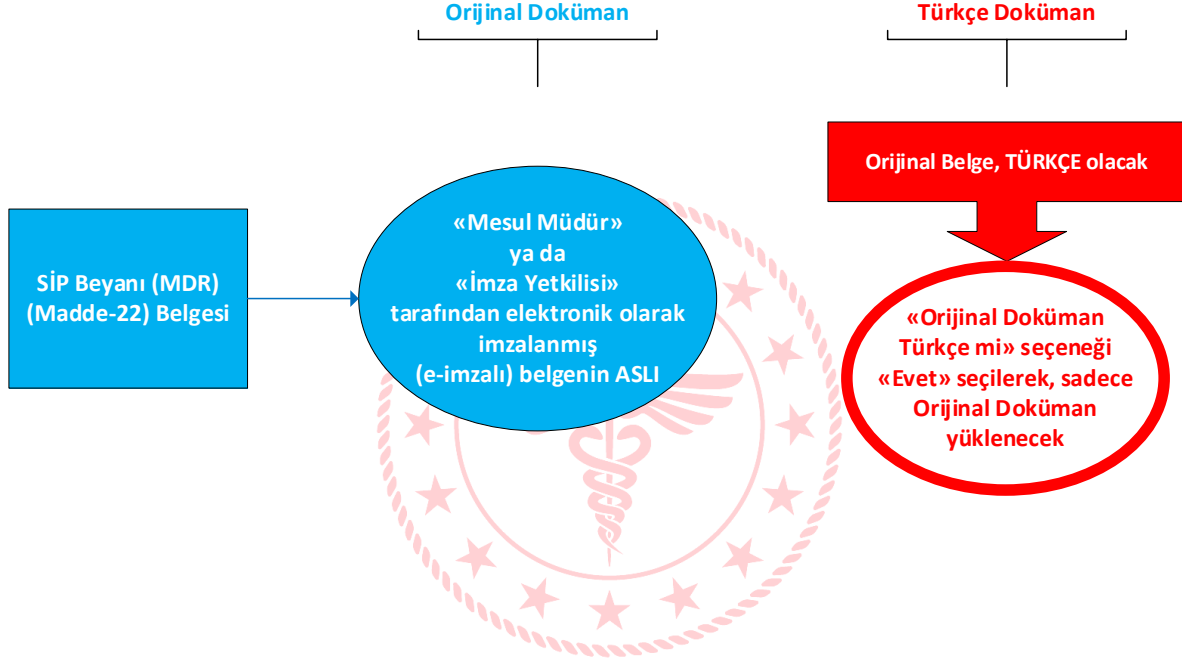 Orijinal Doküman
Türkçe Doküman
Orijinal Belge, TÜRKÇE olacak
SİP Beyanı (MDR)
(Madde-22) Belgesi
«Mesul Müdür»
ya da
«İmza Yetkilisi»
tarafından elektronik olarak
imzalanmış
(e-imzalı) belgenin ASLI
«Orijinal Doküman
Türkçe mi» seçeneği
«Evet» seçilerek, sadece
Orijinal Doküman
yüklenecek